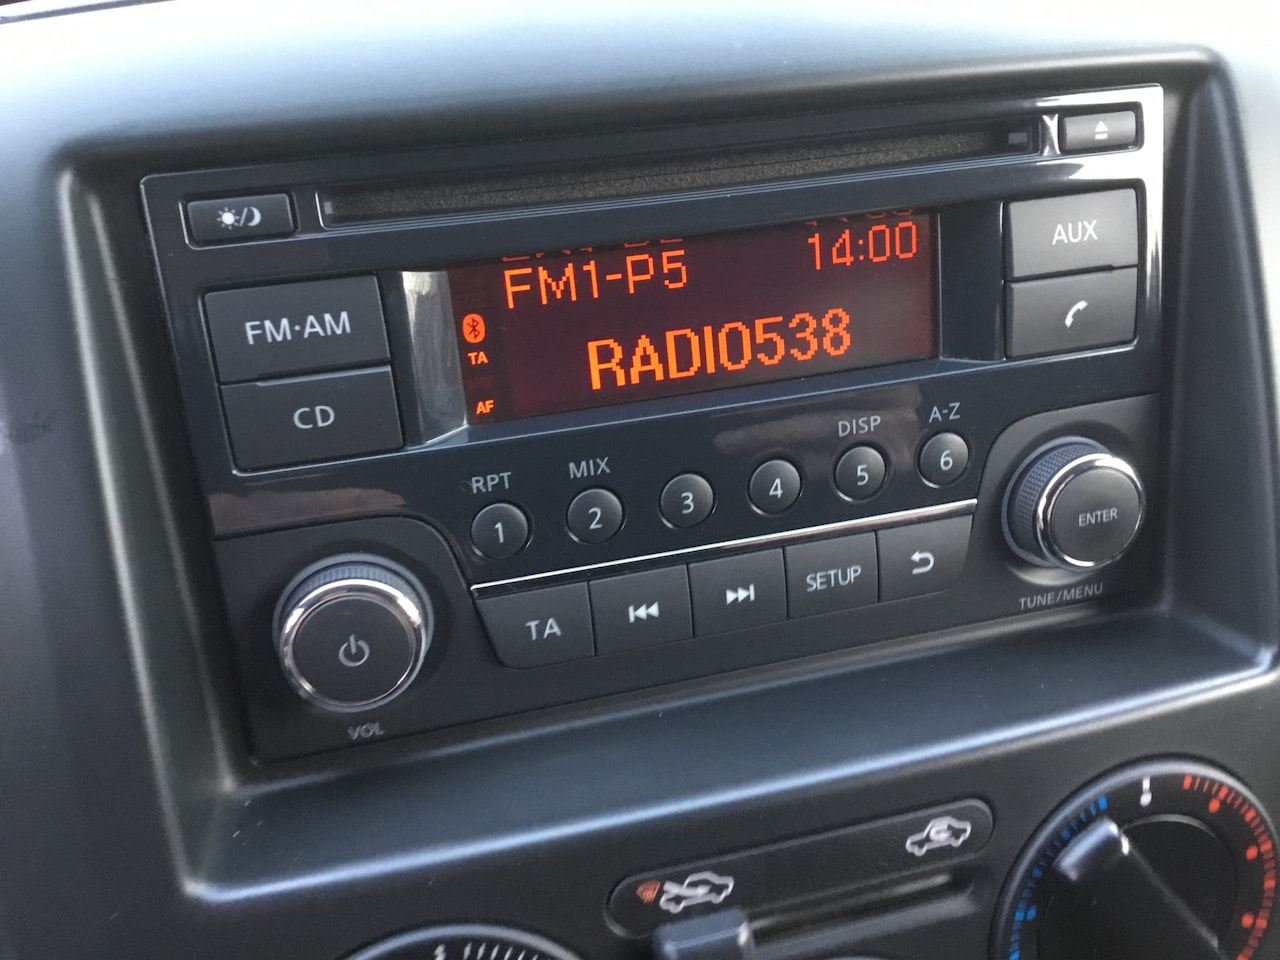 AUX
FM1-P5 14:00
FM·AM
TA
RADIO538
CD
AF
RPT MIX DISP A-Z
1 2 3 4 5 6
ENTER
TA SETUP
TUNE/MENU
VOL